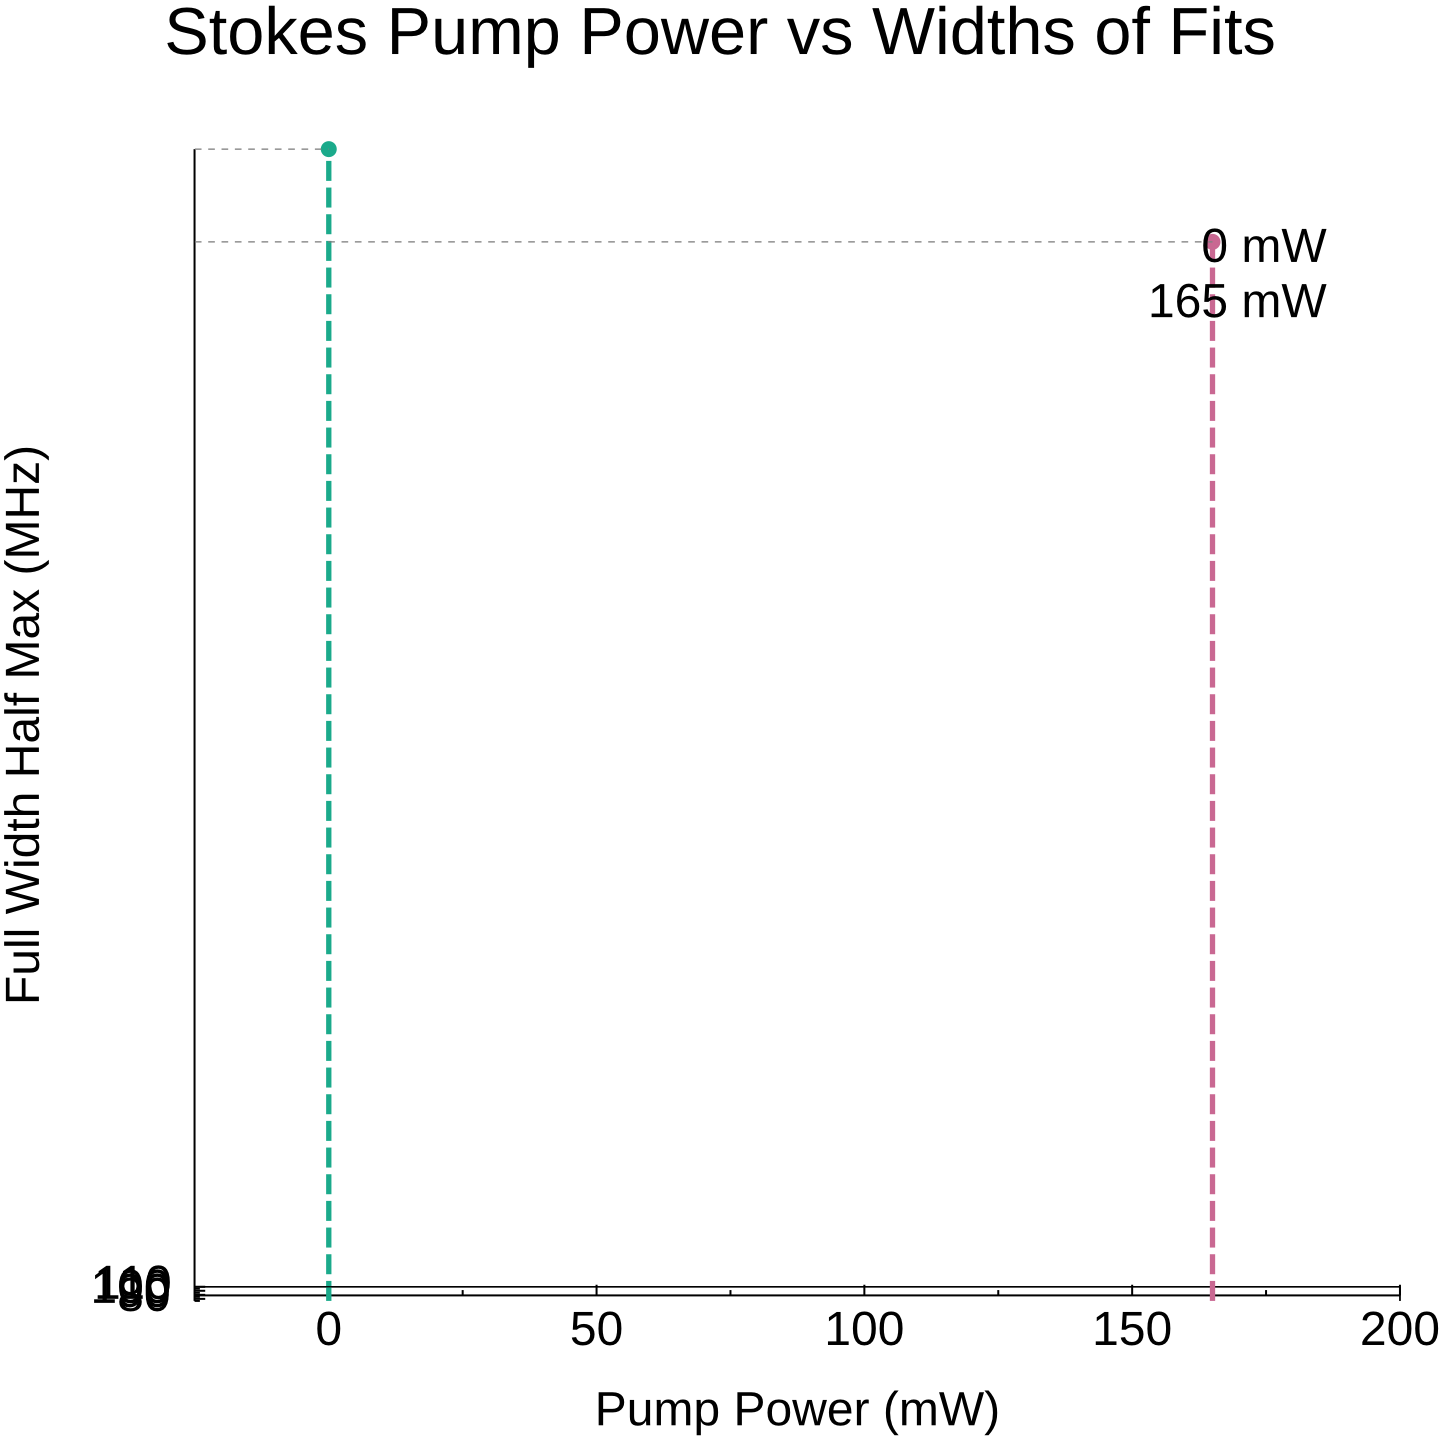 Stokes Pump Power vs Widths of Fits
0 mW
165 mW
Full Width Half Max (MHz)
0 50 100 150 200
Pump Power (mW)